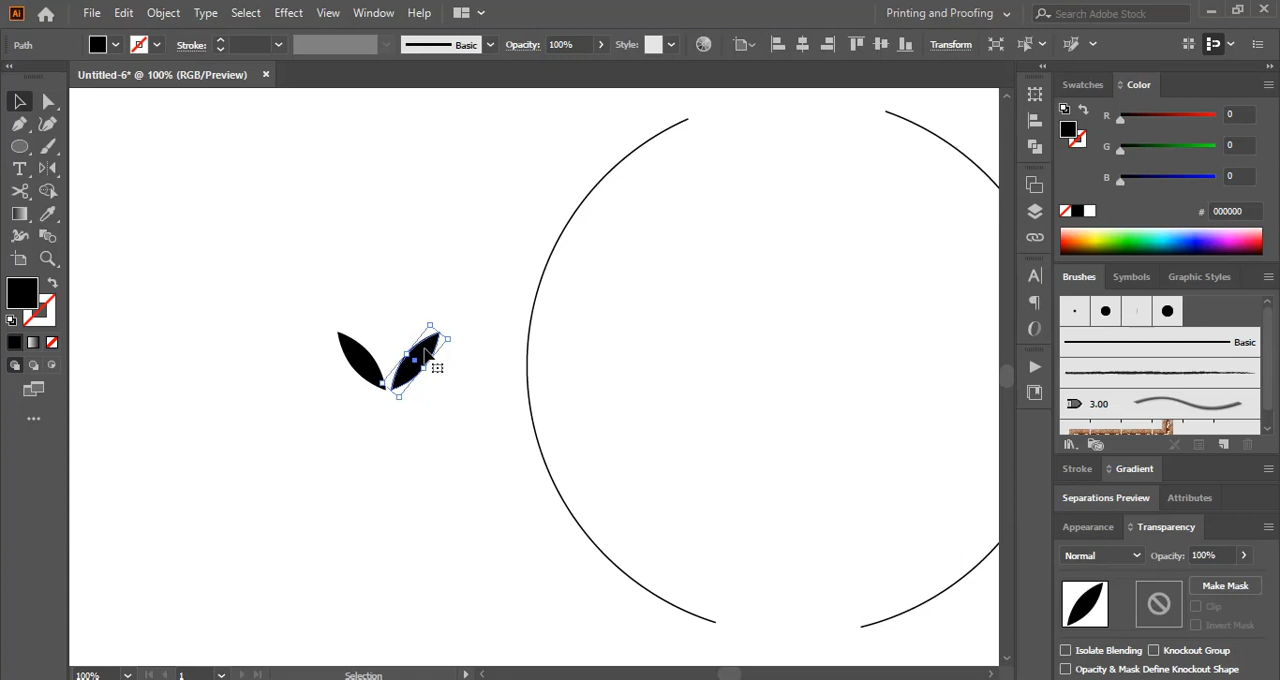 Ai File Edit Object Type Select Effect View Window Help Printing and Proofing Search Adobe Stock
Path Stroke: Basic Opacity: 100% Style: Transform
Untitled-6* @ 100% (RGB/Preview) ×
Swatches Color
R 0
G 0
B 0
# 000000
Brushes Symbols Graphic Styles
Basic
3.00
Stroke Gradient
Separations Preview Attributes
Appearance Transparency
Normal Opacity: 100%
Make Mask
Clip
Invert Mask
Isolate Blending Knockout Group
Opacity & Mask Define Knockout Shape
100% 1 Selection